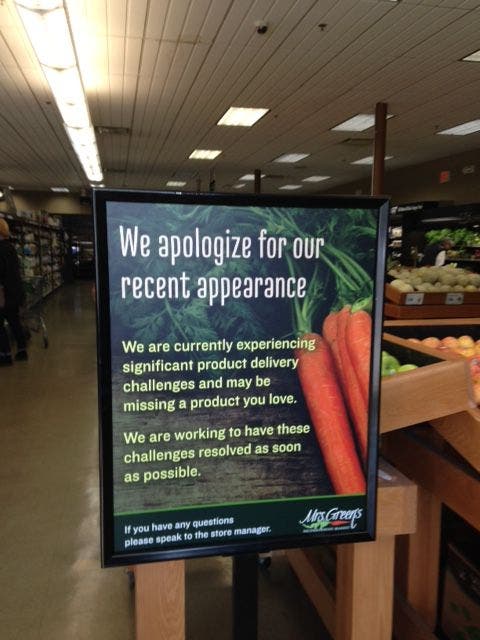 We apologize for our
recent appearance
We are currently experiencing
significant product delivery
challenges and may be
missing a product you love.
We are working to have these
challenges resolved as soon
as possible.
If you have any questions
please speak to the store manager.
Mrs. Green's